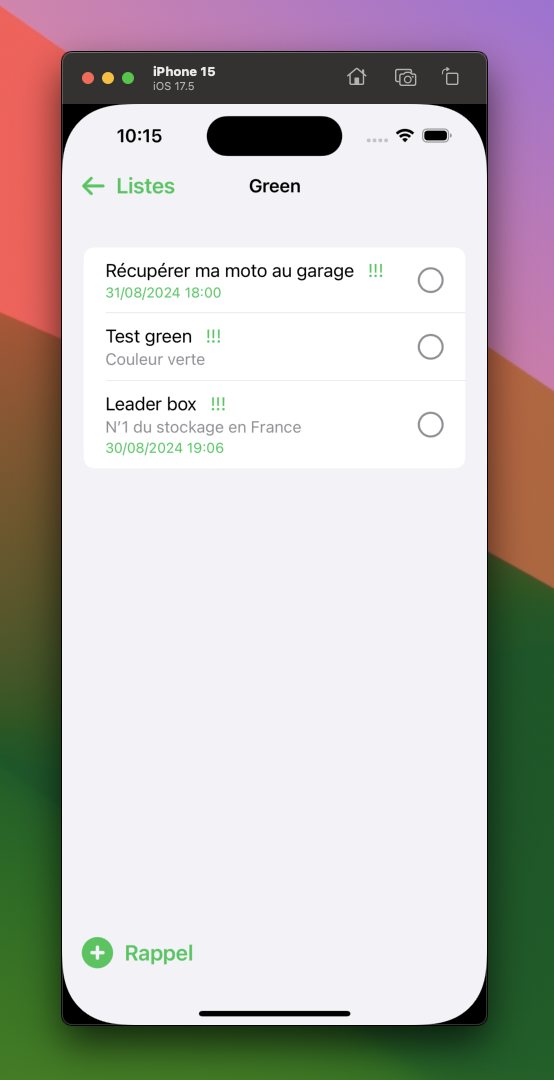 iPhone 15
iOS 17.5
10:15
Listes
Green
Récupérer ma moto au garage !!!
31/08/2024 18:00
Test green !!!
Couleur verte
Leader box !!!
N'1 du stockage en France
30/08/2024 19:06
Rappel